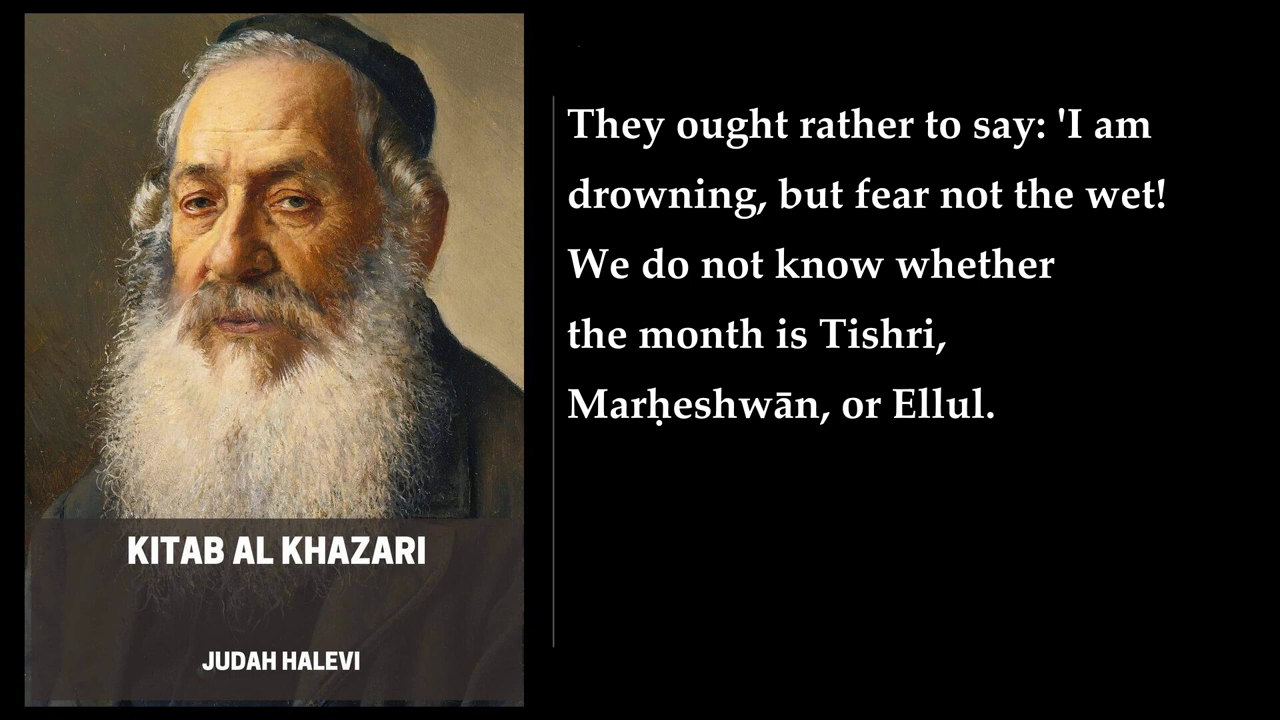 KITAB AL KHAZARI
JUDAH HALEVI
They ought rather to say: 'I am
drowning, but fear not the wet!
We do not know whether
the month is Tishri,
Marḥeshwān, or Ellul.